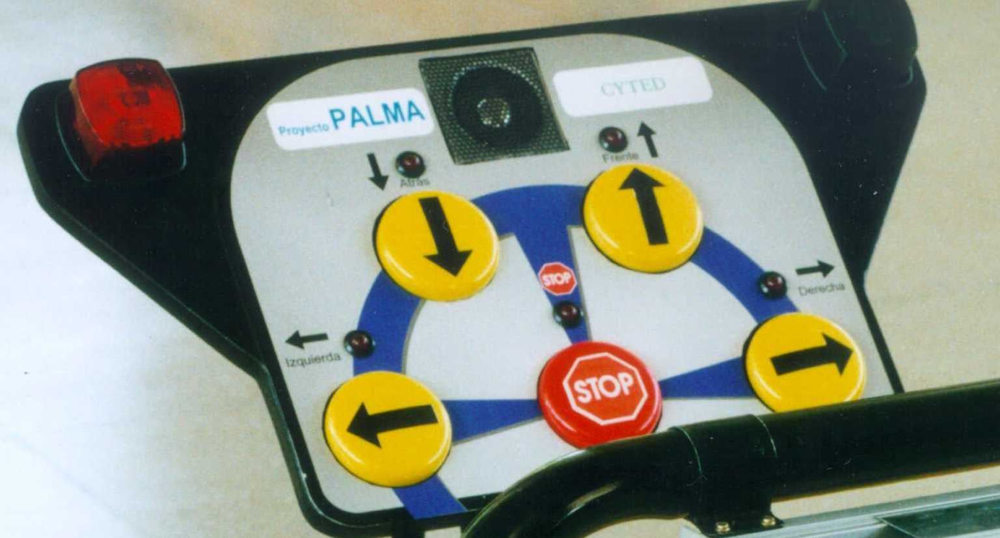 Proyecto PALMA
CYTED
Atrás
Frente
STOP
Derecha
Izquierda
STOP